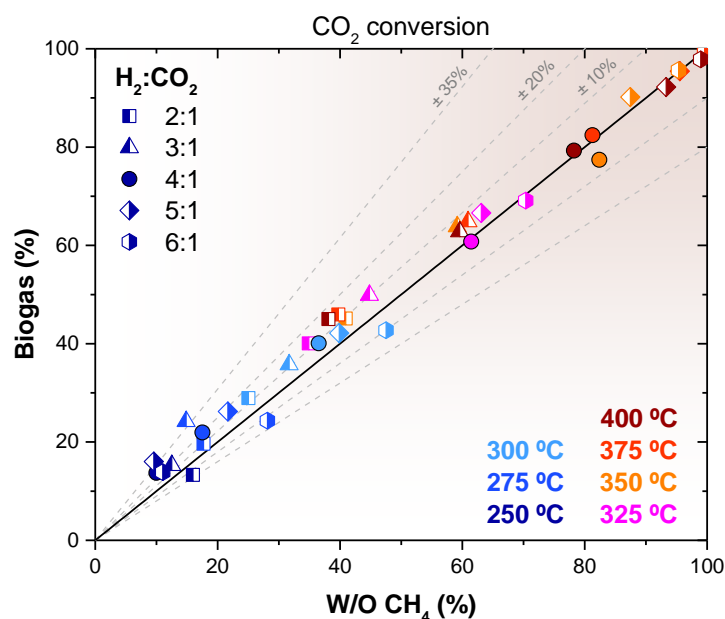 CO₂ conversion
Biogas (%)
100
80
60
40
20
0
H₂:CO₂
2:1
3:1
4:1
5:1
6:1
± 35%
± 20%
± 10%
400 ºC
300 ºC 375 ºC
275 ºC 350 ºC
250 ºC 325 ºC
0 20 40 60 80 100
W/O CH₄ (%)